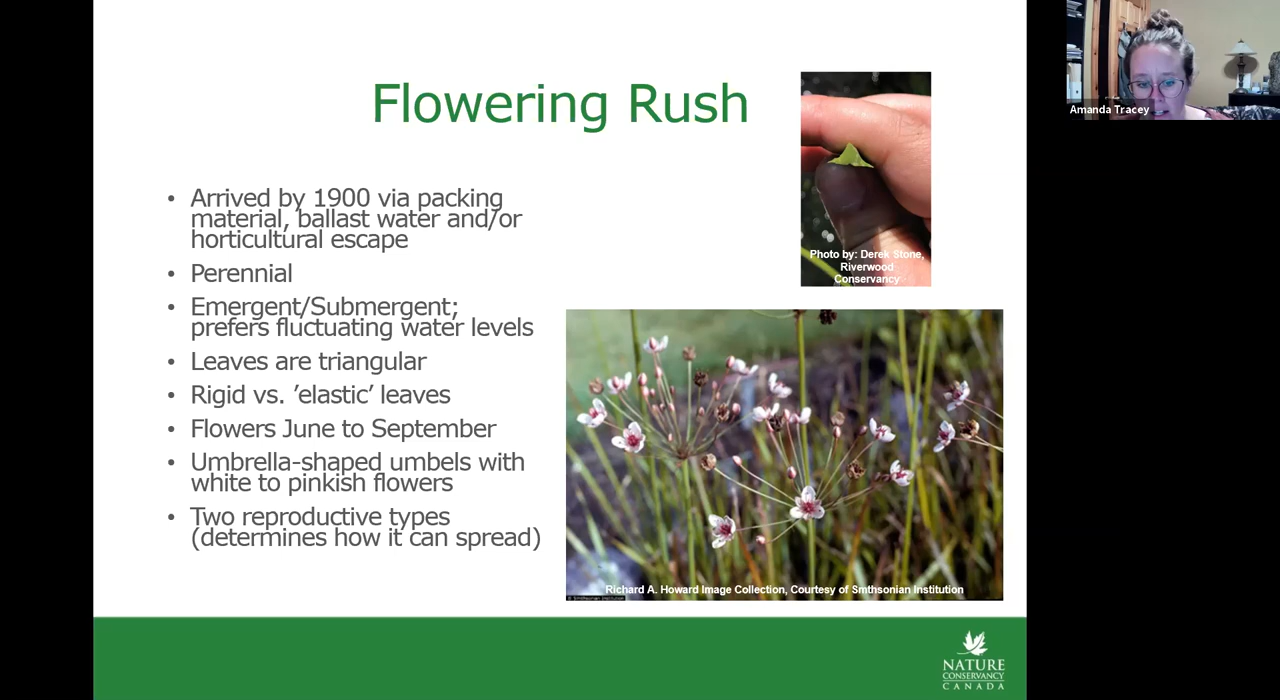 Flowering Rush
• Arrived by 1900 via packing
material, ballast water and/or
horticultural escape
• Perennial
• Emergent/Submergent;
prefers fluctuating water levels
• Leaves are triangular
• Rigid vs. ’elastic’ leaves
• Flowers June to September
• Umbrella-shaped umbels with
white to pinkish flowers
• Two reproductive types
(determines how it can spread)
Photo by: Derek Stone,
Riverwood
Conservancy
Richard A. Howard Image Collection, Courtesy of Smthsonian Institution
© Smithsonian Institution
NATURE
CONSERVANCY
CANADA
Amanda Tracey